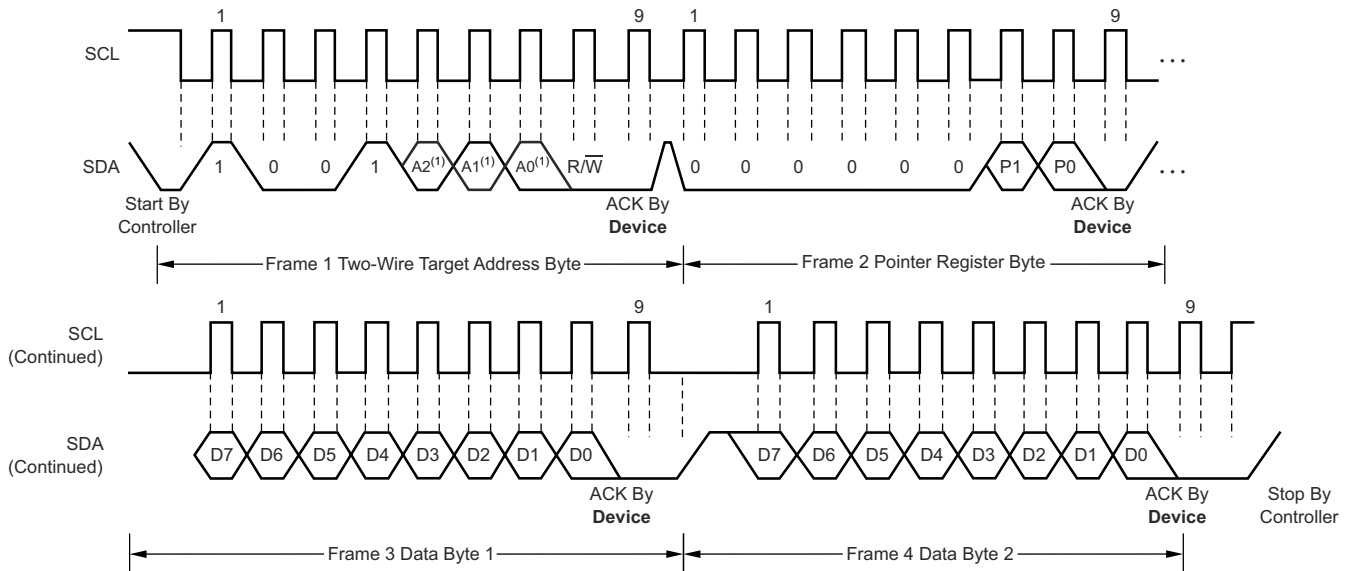 1 9 1 9
SCL ...
SDA 1 0 0 1 A2(1) A1(1) A0(1) R/W̅ 0 0 0 0 0 0 P1 P0 ...
Start By
Controller
ACK By
Device
ACK By
Device
Frame 1 Two-Wire Target Address Byte
Frame 2 Pointer Register Byte
1 9 1 9
SCL
(Continued)
SDA
(Continued)
D7 D6 D5 D4 D3 D2 D1 D0 D7 D6 D5 D4 D3 D2 D1 D0
ACK By
Device
ACK By
Device
Stop By
Controller
Frame 3 Data Byte 1
Frame 4 Data Byte 2